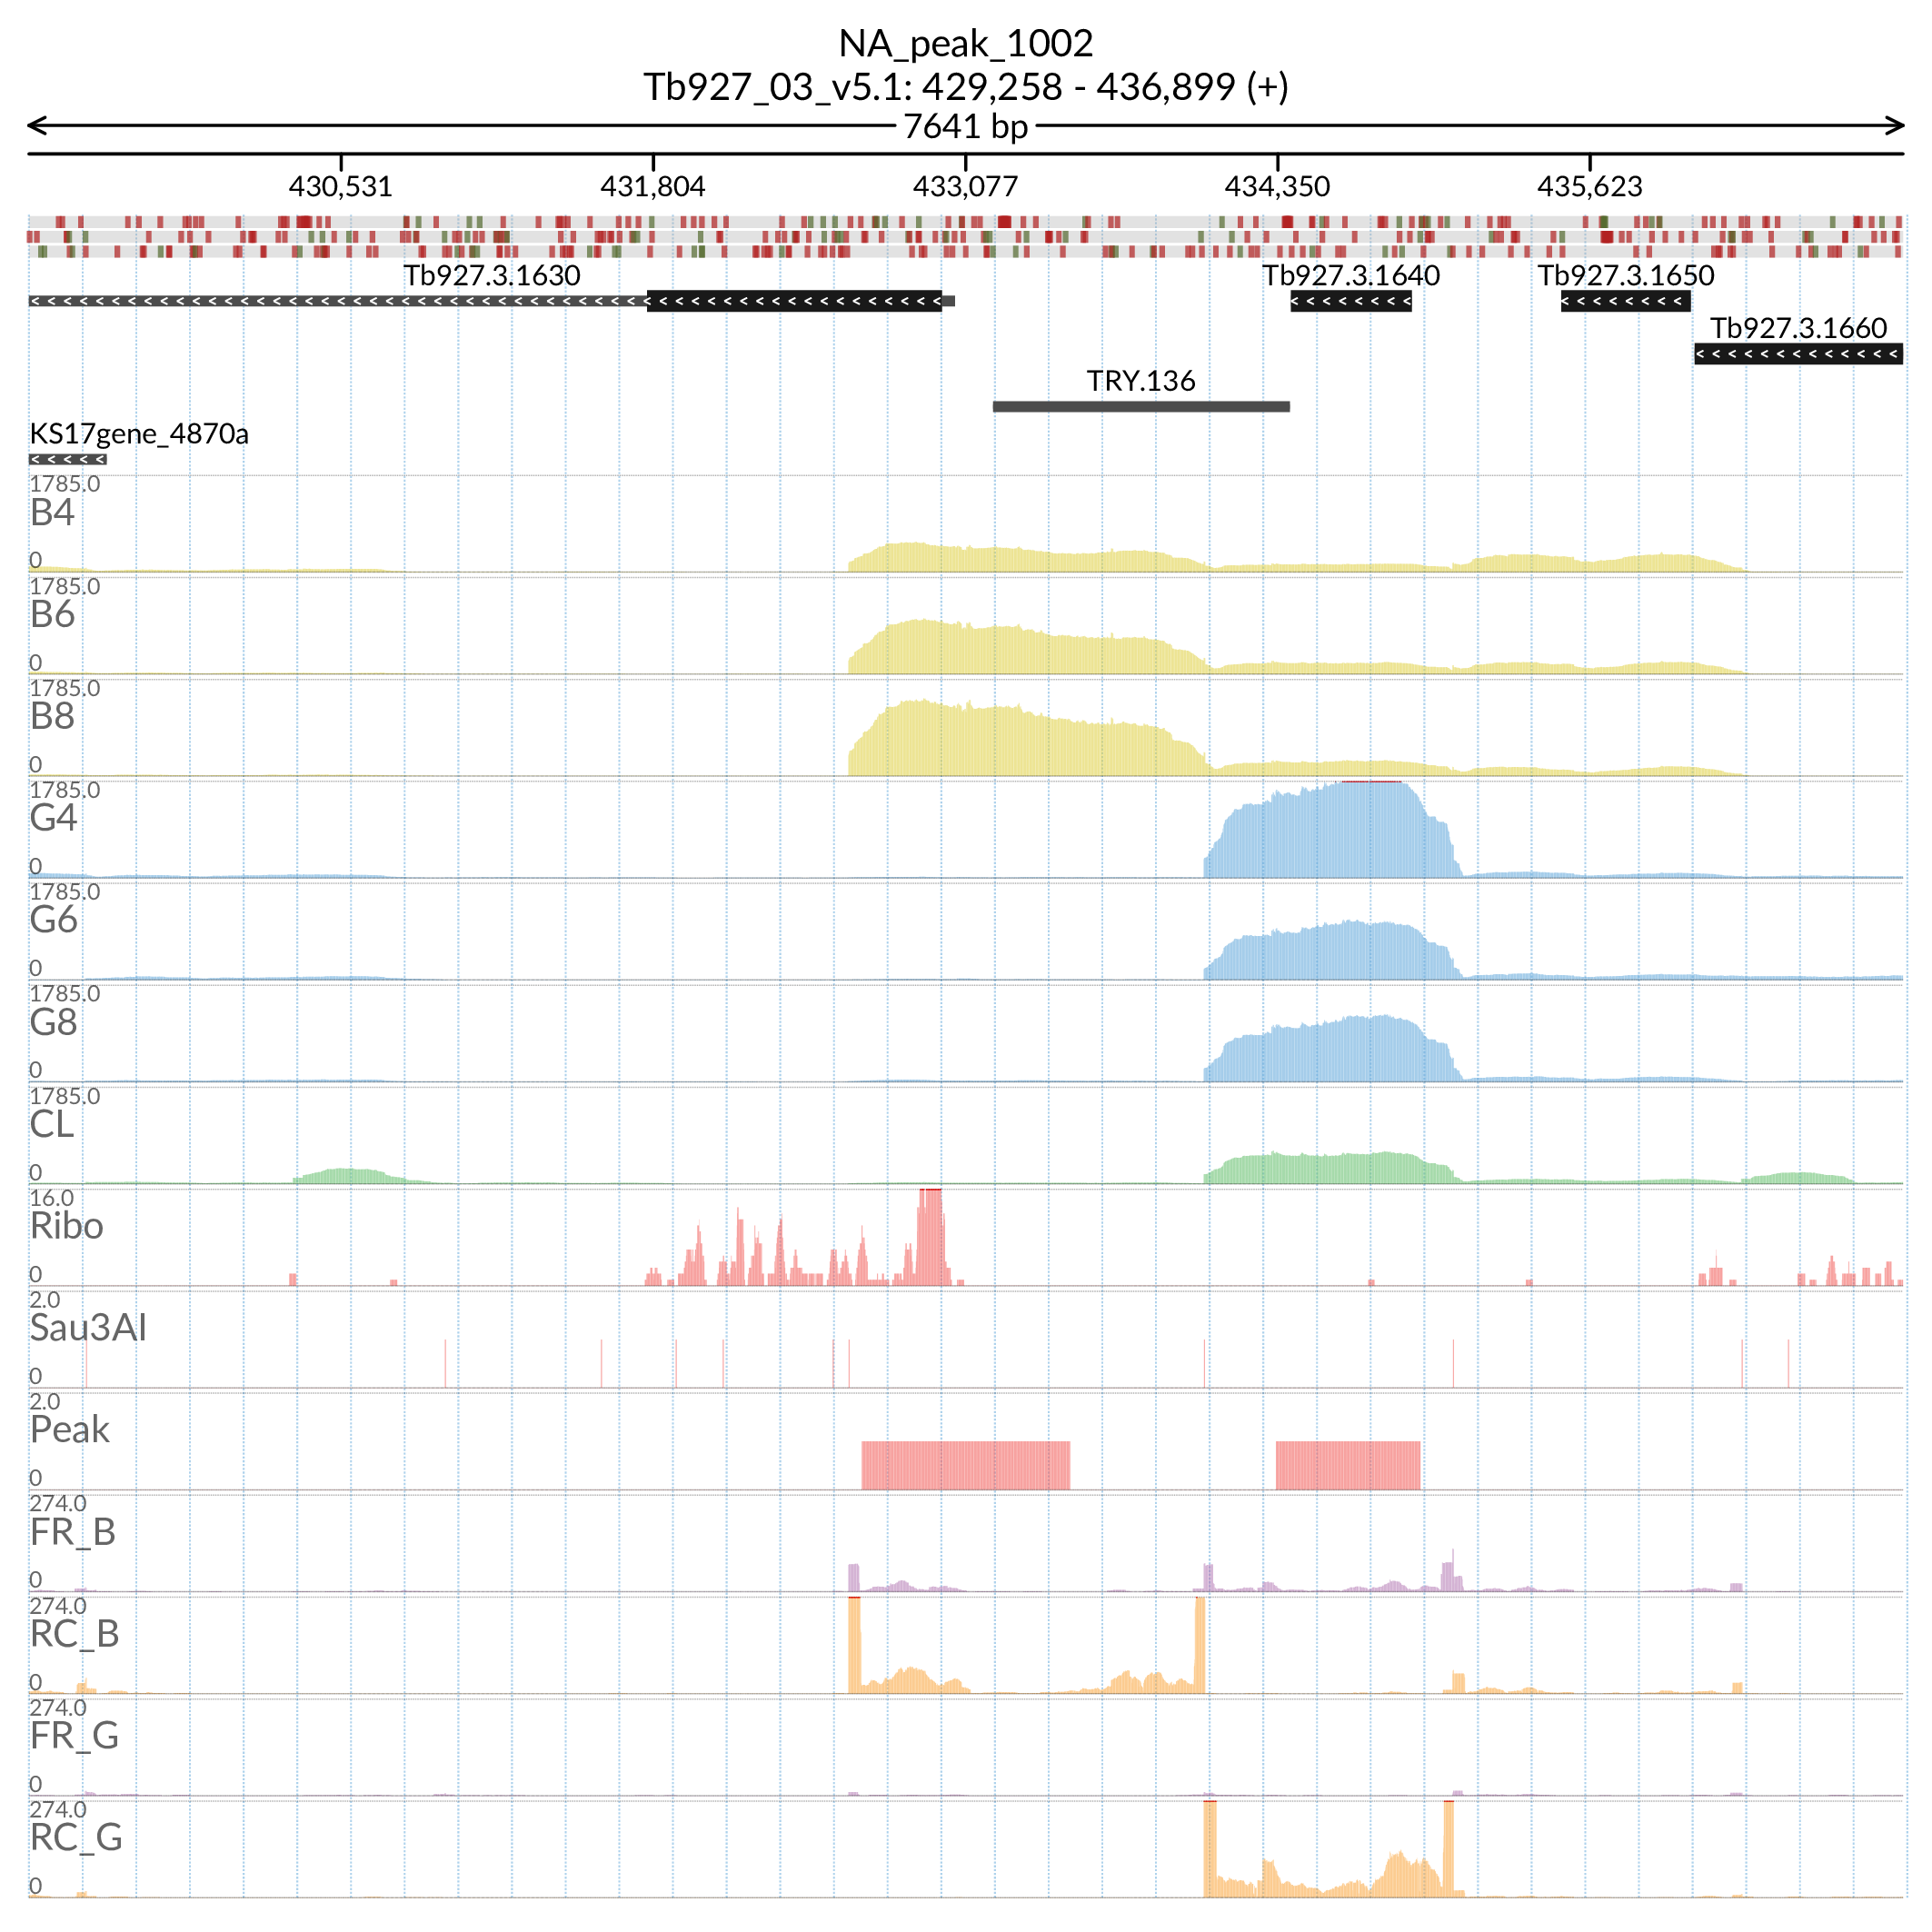 NA_peak_1002
Tb927_03_v5.1: 429,258 - 436,899 (+)
7641 bp
430,531 431,804 433,077 434,350 435,623
Tb927.3.1630 Tb927.3.1640 Tb927.3.1650
Tb927.3.1660
TRY.136
KS17gene_4870a
1785.0
B4
0
1785.0
B6
0
1785.0
B8
0
1785.0
G4
0
1785.0
G6
0
1785.0
G8
0
1785.0
CL
0
16.0
Ribo
0
2.0
Sau3AI
0
2.0
Peak
0
274.0
FR_B
0
274.0
RC_B
0
274.0
FR_G
0
274.0
RC_G
0